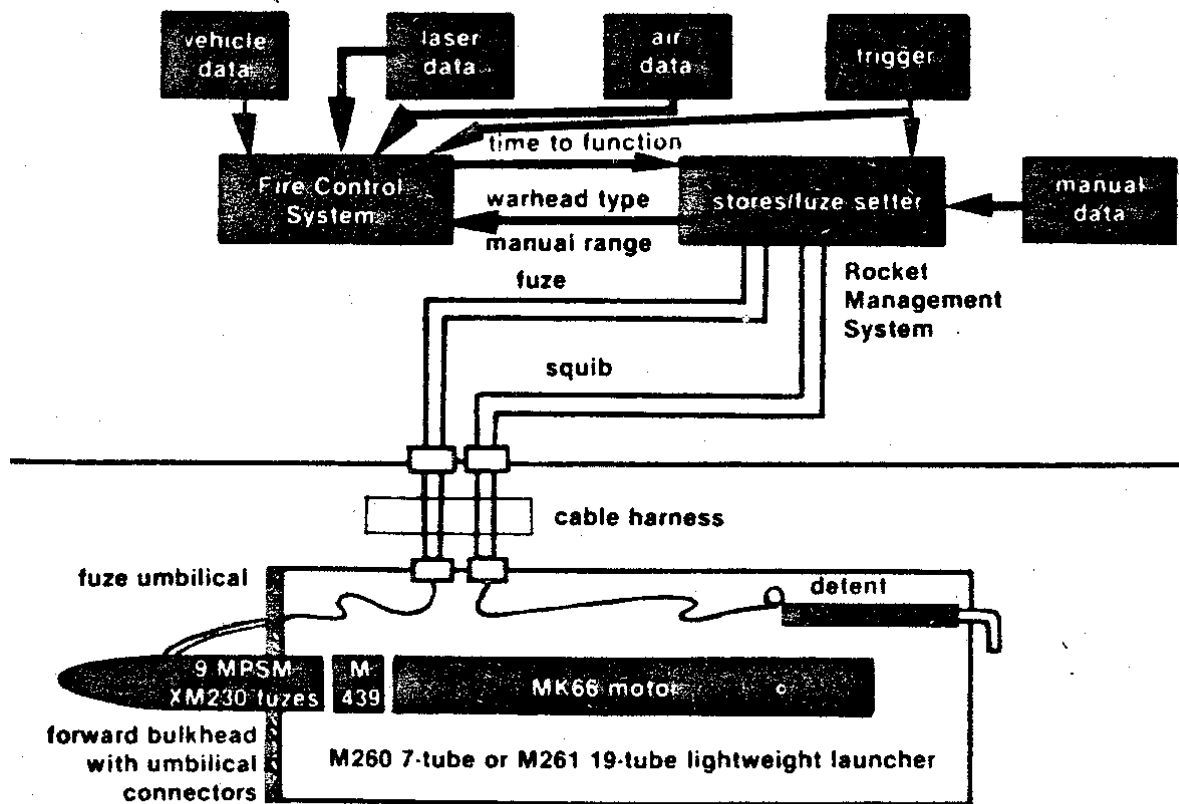 vehicle
data
laser
data
air
data
trigger
time to function
Fire Control
System
warhead type
manual range
stores/fuze setter
manual
data
fuze
Rocket
Management
System
squib
cable harness
fuze umbilical
detent
9 MPSM
XM230 fuzes
M
439
MK66 motor
forward bulkhead
with umbilical
connectors
M260 7-tube or M261 19-tube lightweight launcher